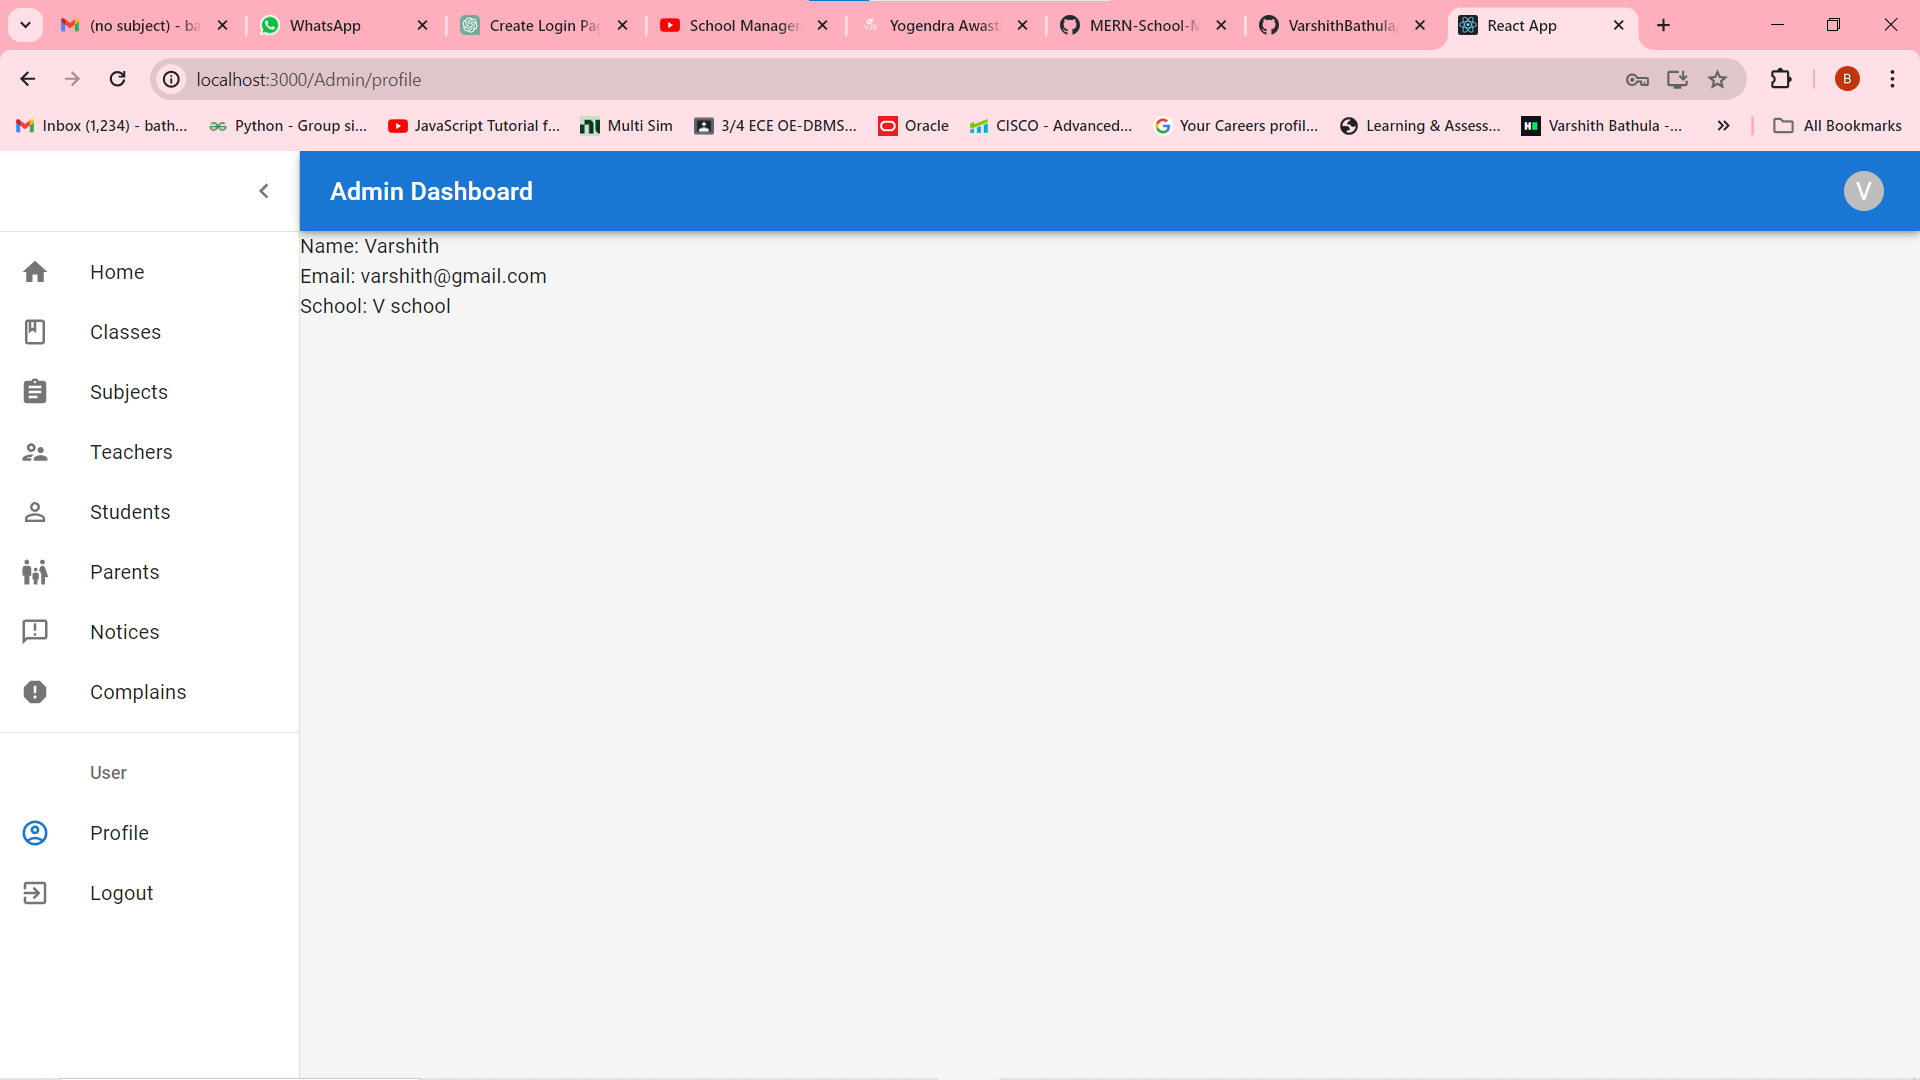 (no subject) - ba
WhatsApp
Create Login Pag
School Manager
Yogendra Awast
MERN-School-M
VarshithBathula/
React App
localhost:3000/Admin/profile
B
Inbox (1,234) - bath...
Python - Group si...
JavaScript Tutorial f...
Multi Sim
3/4 ECE OE-DBMS...
Oracle
CISCO - Advanced...
Your Careers profil...
Learning & Assess...
Varshith Bathula -...
All Bookmarks
Admin Dashboard
V
Name: Varshith
Email: varshith@gmail.com
School: V school
Home
Classes
Subjects
Teachers
Students
Parents
Notices
Complains
User
Profile
Logout